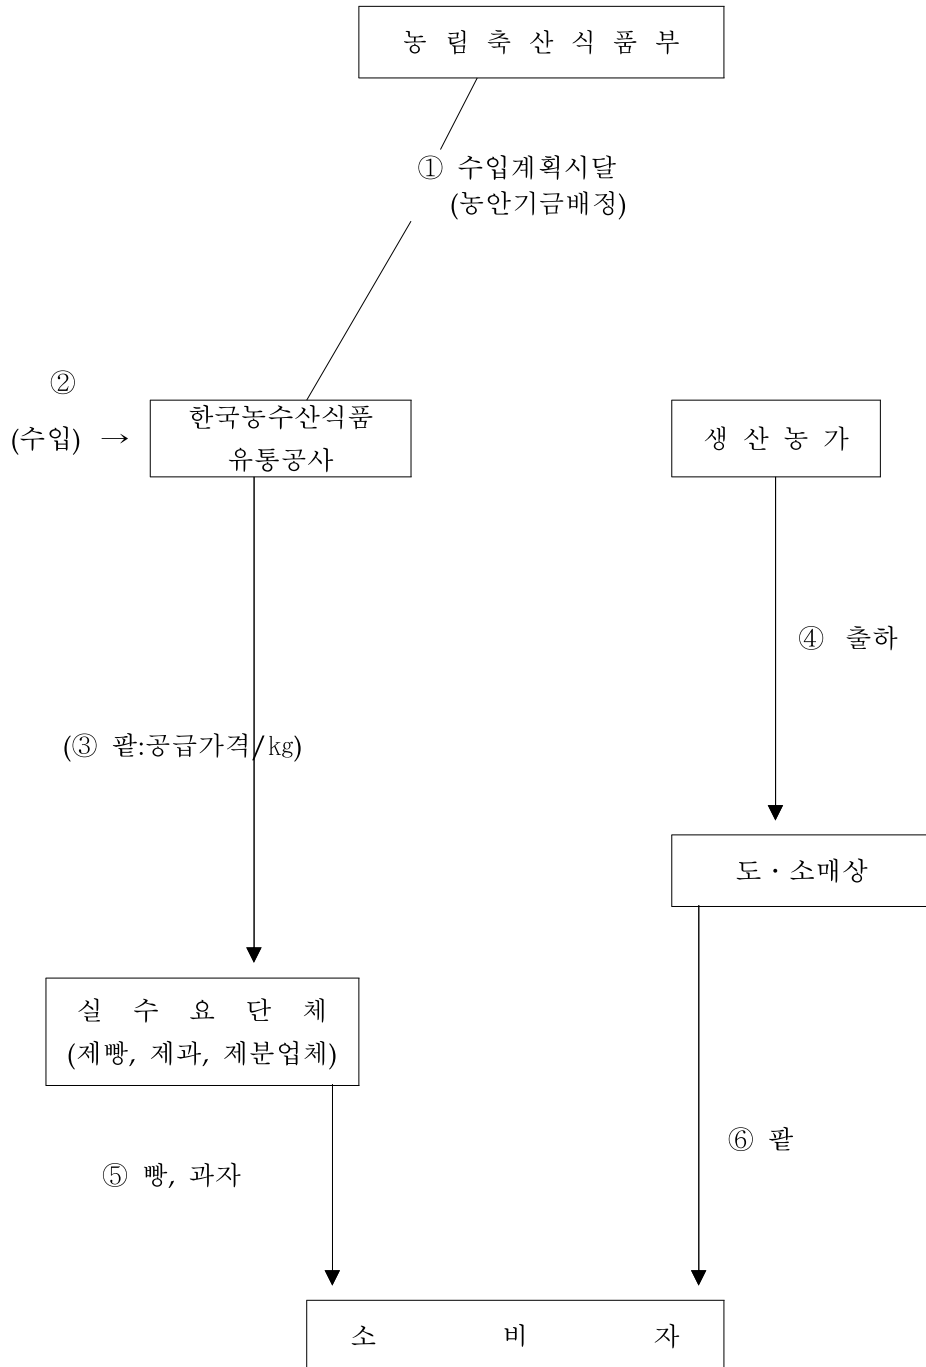 농 림 축 산 식 품 부
① 수입계획시달
(농안기금배정)
②
(수입) →
한국농수산식품
유통공사
생 산 농 가
④ 출하
(③ 팥:공급가격/㎏)
도·소매상
실 수 요 단 체
(제빵, 제과, 제분업체)
⑥ 팥
⑤ 빵, 과자
소 비 자